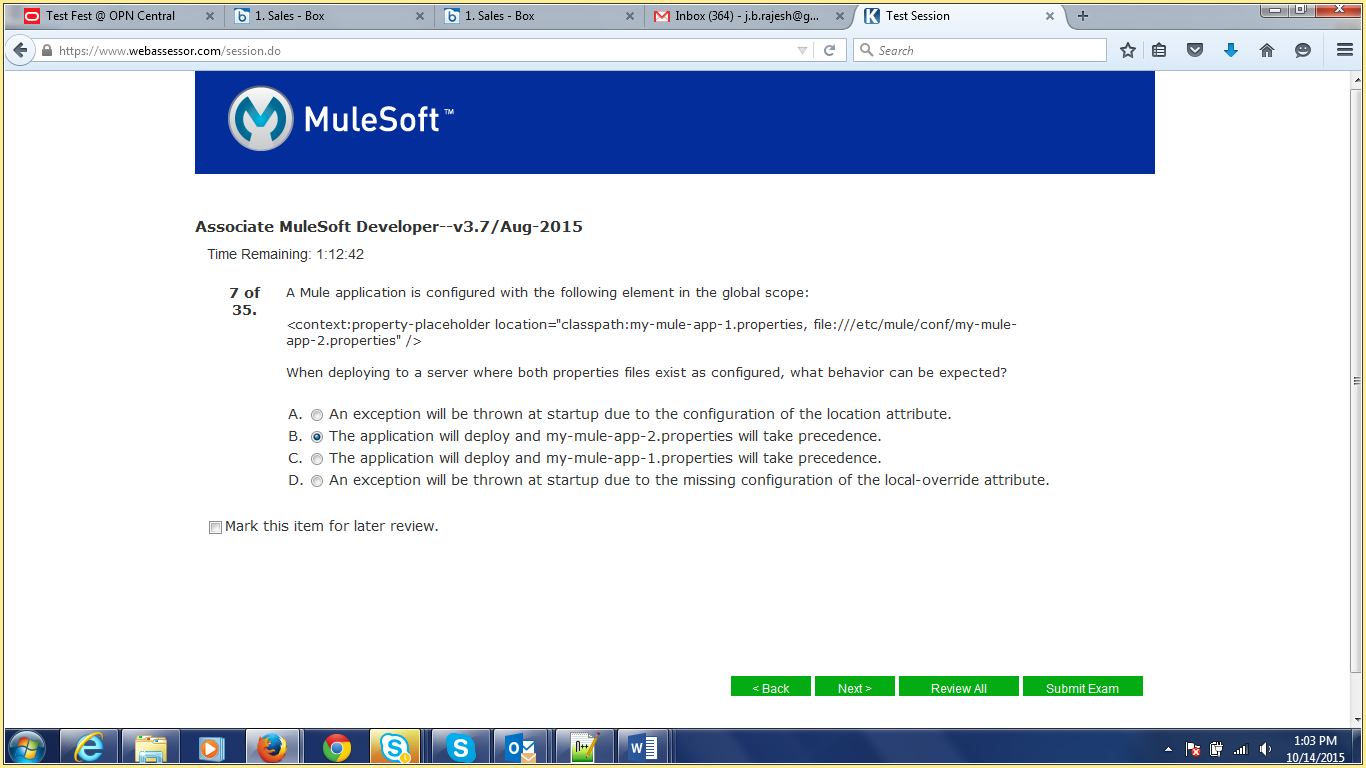 Test Fest @ OPN Central
1. Sales - Box
1. Sales - Box
Inbox (364) - j.b.rajesh@g...
Test Session
https://www.webassessor.com/session.do
Search
MuleSoft™
Associate MuleSoft Developer--v3.7/Aug-2015
Time Remaining: 1:12:42
7 of
35.
A Mule application is configured with the following element in the global scope:
<context:property-placeholder location="classpath:my-mule-app-1.properties, file:///etc/mule/conf/my-mule-
app-2.properties" />
When deploying to a server where both properties files exist as configured, what behavior can be expected?
A. An exception will be thrown at startup due to the configuration of the location attribute.
B. The application will deploy and my-mule-app-2.properties will take precedence.
C. The application will deploy and my-mule-app-1.properties will take precedence.
D. An exception will be thrown at startup due to the missing configuration of the local-override attribute.
Mark this item for later review.
< Back
Next >
Review All
Submit Exam
1:03 PM
10/14/2015